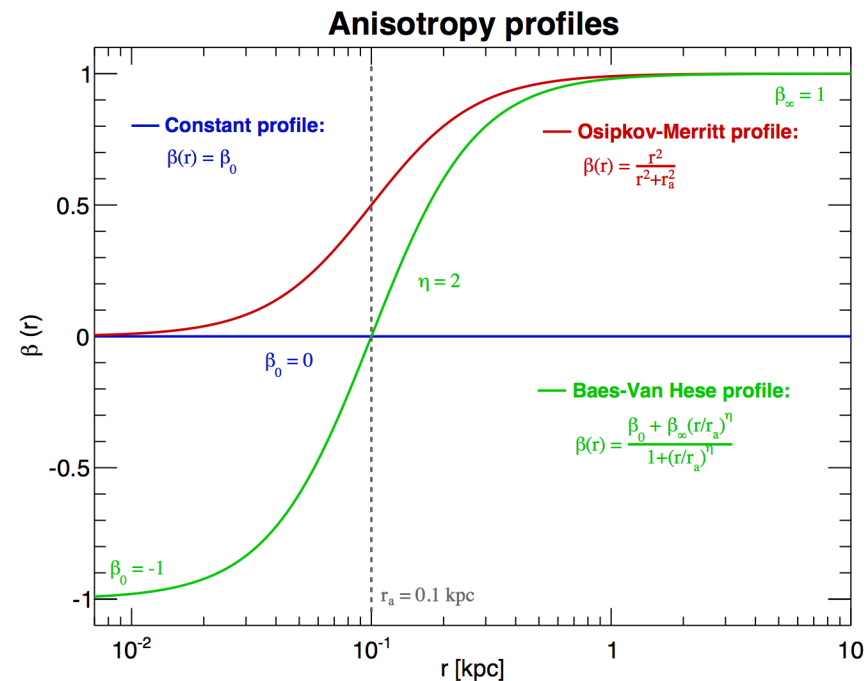 Anisotropy profiles
1
0.5
0
-0.5
-1
β (r)
Constant profile:
β(r) = β₀
β∞ = 1
Osipkov-Merritt profile:
β(r) = r² / r²+rₐ²
η = 2
β₀ = 0
Baes-Van Hese profile:
β(r) = β₀ + β∞(r/rₐ)^η / 1+(r/rₐ)^η
β₀ = -1
rₐ = 0.1 kpc
10⁻²
10⁻¹
1
10
r [kpc]